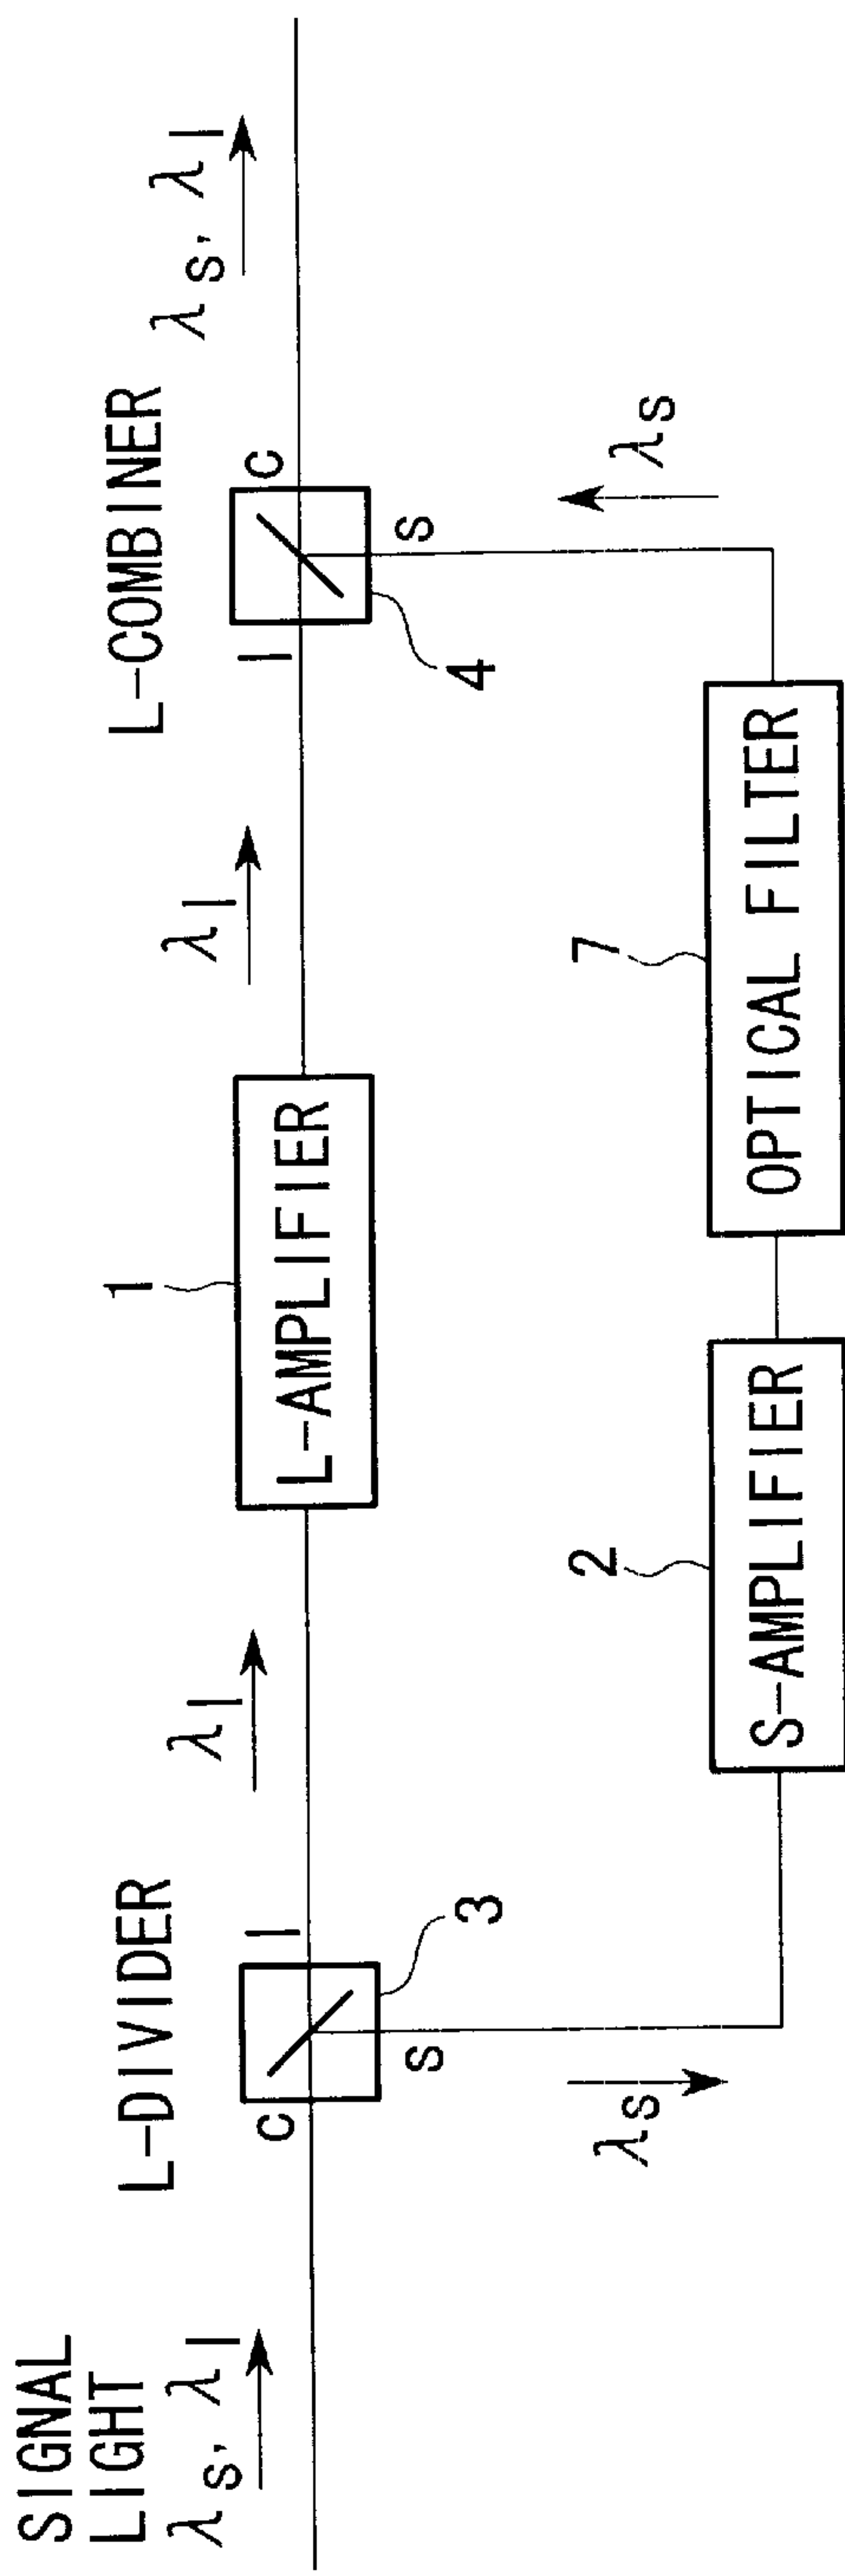 SIGNAL
LIGHT
λs, λl
L-DIVIDER
c
l
s
3
λs
λl
1
L-AMPLIFIER
λl
2
S-AMPLIFIER
7
OPTICAL FILTER
L-COMBINER
l
c
s
4
λs
λs, λl